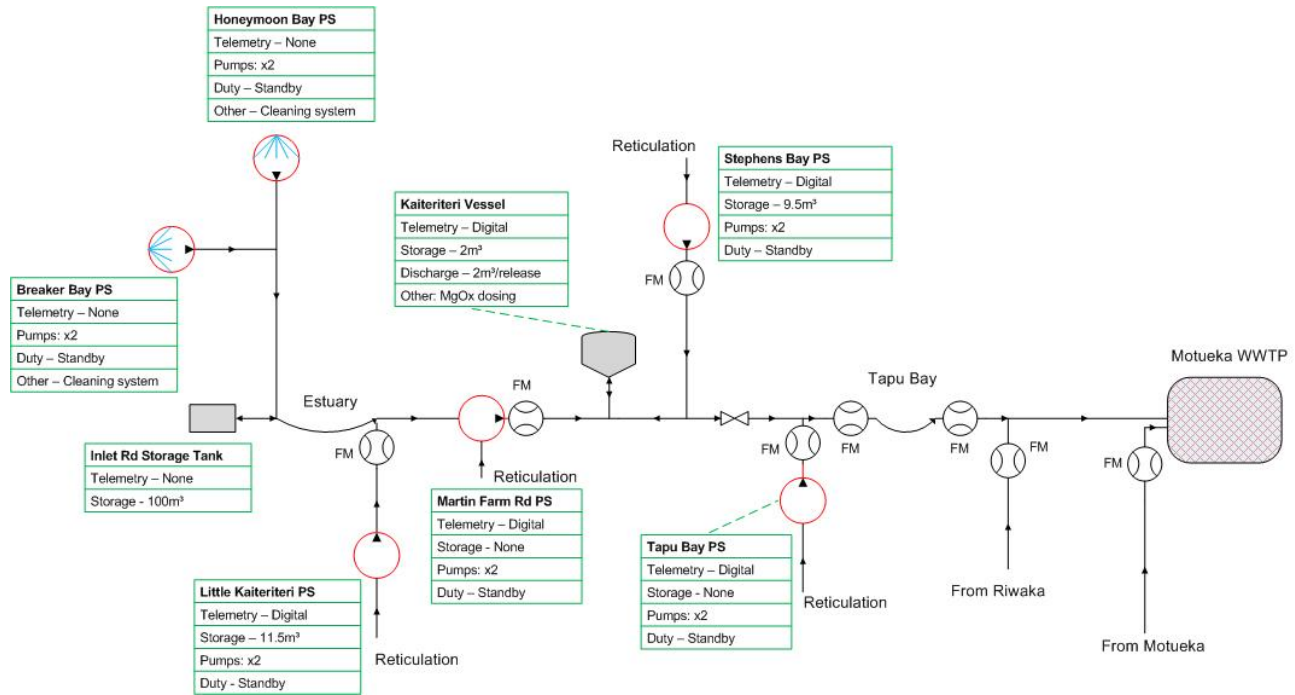 Honeymoon Bay PS
Telemetry – None
Pumps: x2
Duty – Standby
Other – Cleaning system
Reticulation
Stephens Bay PS
Telemetry – Digital
Storage – 9.5m³
Pumps: x2
Duty – Standby
Kaiteriteri Vessel
Telemetry – Digital
Storage – 2m³
Discharge – 2m³/release
Other: MgOx dosing
FM
Breaker Bay PS
Telemetry – None
Pumps: x2
Duty – Standby
Other – Cleaning system
Motueka WWTP
Tapu Bay
Estuary
FM
Inlet Rd Storage Tank
Telemetry – None
Storage - 100m³
FM
Reticulation
FM
FM
FM
FM
FM
Martin Farm Rd PS
Telemetry – Digital
Storage - None
Pumps: x2
Duty – Standby
Tapu Bay PS
Telemetry – Digital
Storage - None
Pumps: x2
Duty – Standby
Reticulation
From Riwaka
From Motueka
Little Kaiteriteri PS
Telemetry – Digital
Storage – 11.5m³
Pumps: x2
Duty - Standby
Reticulation